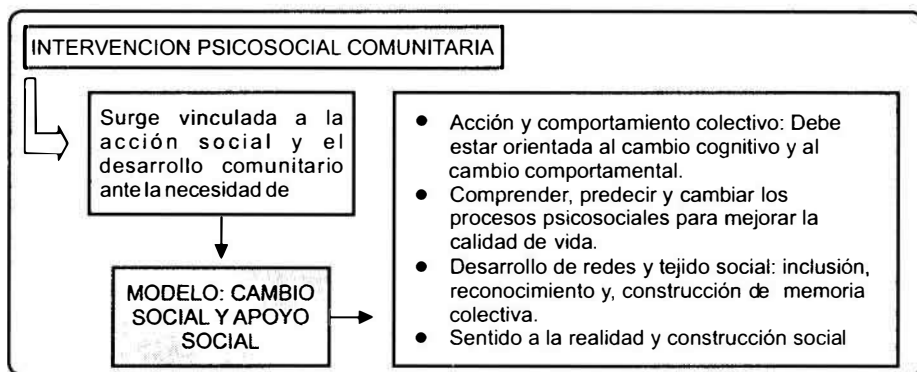 INTERVENCION PSICOSOCIAL COMUNITARIA
Surge vinculada a la
acción social y el
desarrollo comunitario
ante la necesidad de
MODELO: CAMBIO
SOCIAL Y APOYO
SOCIAL
● Acción y comportamiento colectivo: Debe
estar orientada al cambio cognitivo y al
cambio comportamental.
● Comprender, predecir y cambiar los
procesos psicosociales para mejorar la
calidad de vida.
● Desarrollo de redes y tejido social: inclusión,
reconocimiento y, construcción de memoria
colectiva.
● Sentido a la realidad y construcción social